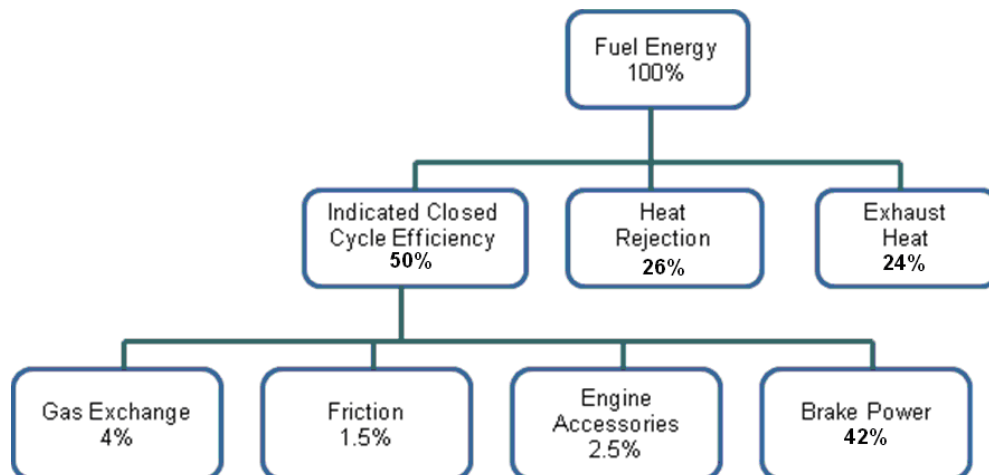 Fuel Energy
100%
Indicated Closed
Cycle Efficiency
50%
Heat
Rejection
26%
Exhaust
Heat
24%
Gas Exchange
4%
Friction
1.5%
Engine
Accessories
2.5%
Brake Power
42%